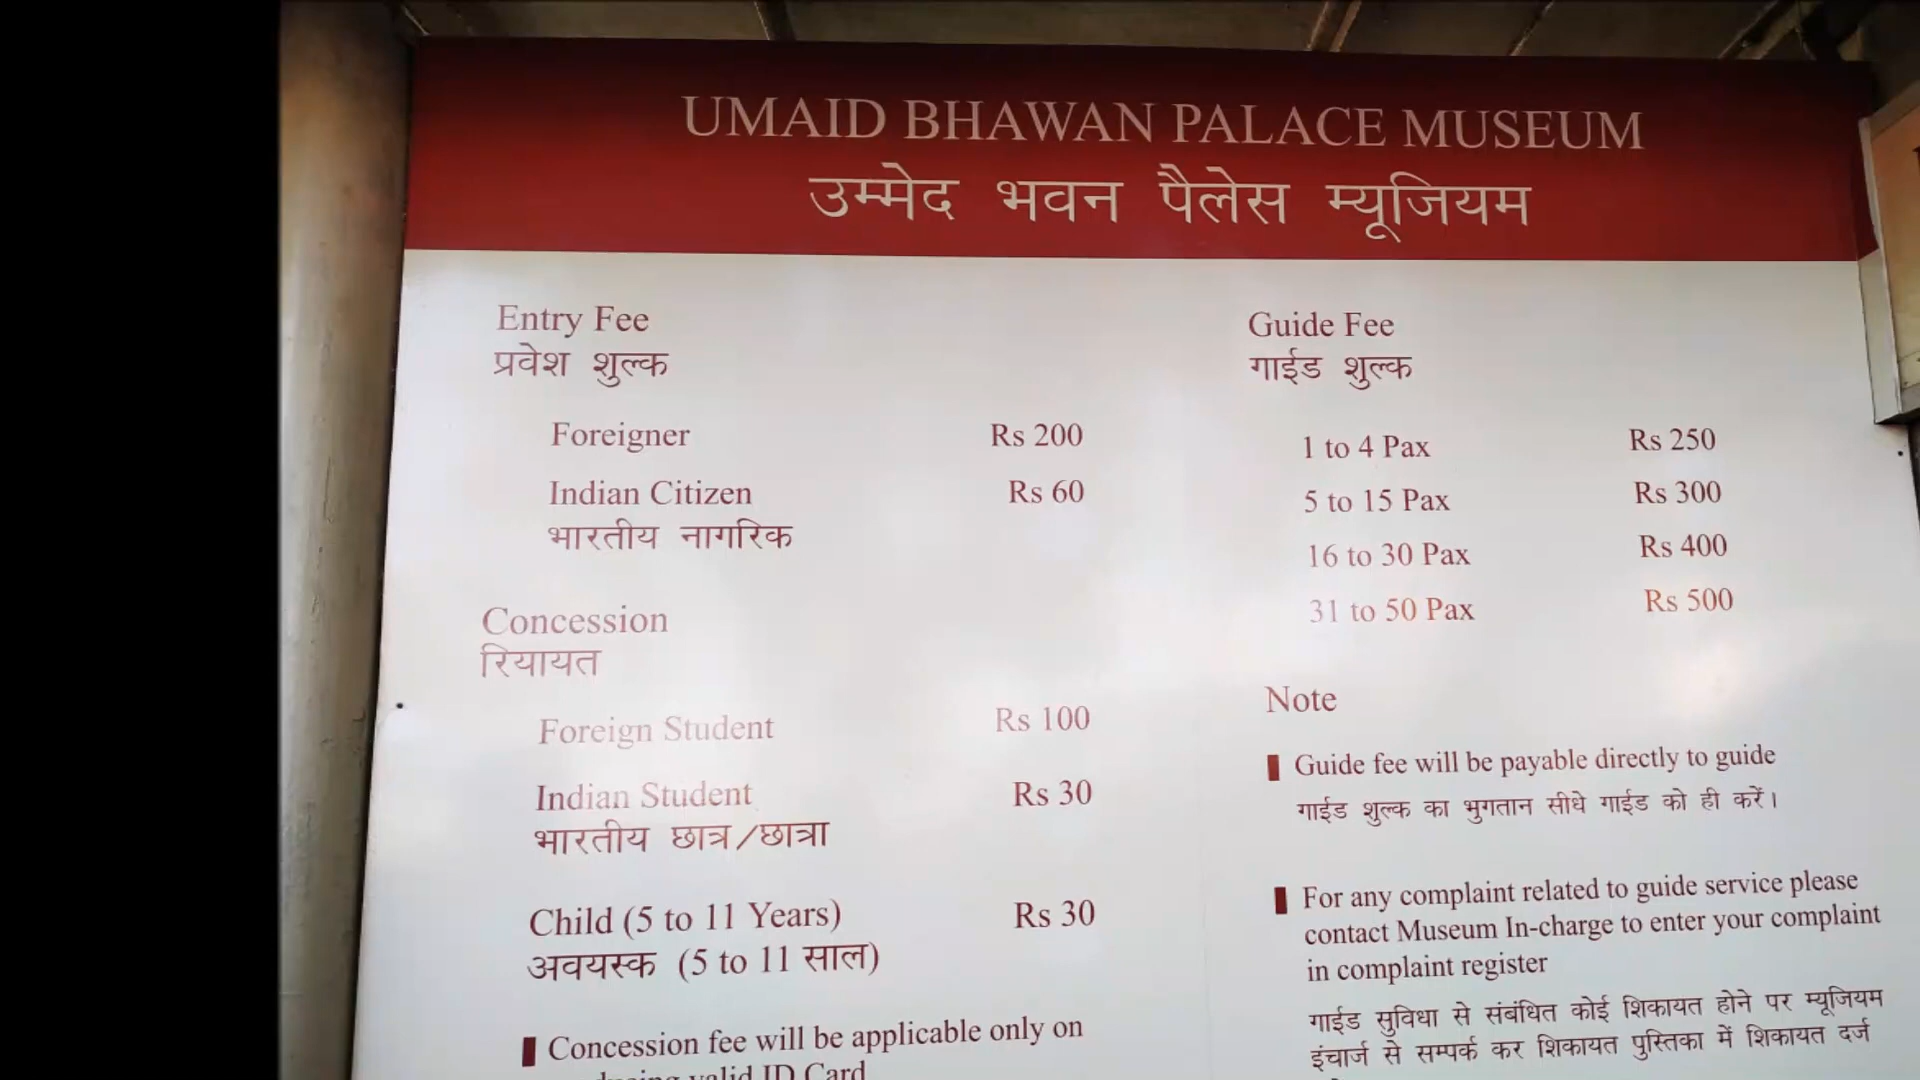 UMAID BHAWAN PALACE MUSEUM
उम्मेद भवन पैलेस म्यूजियम
Entry Fee
प्रवेश शुल्क
Foreigner Rs 200
Indian Citizen Rs 60
भारतीय नागरिक
Concession
रियायत
Foreign Student Rs 100
Indian Student Rs 30
भारतीय छात्र/छात्रा
Child (5 to 11 Years) Rs 30
अवयस्क (5 to 11 साल)
Concession fee will be applicable only on
valid ID Card
Guide Fee
गाईड शुल्क
1 to 4 Pax Rs 250
5 to 15 Pax Rs 300
16 to 30 Pax Rs 400
31 to 50 Pax Rs 500
Note
Guide fee will be payable directly to guide
गाईड शुल्क का भुगतान सीधे गाईड को ही करें।
For any complaint related to guide service please
contact Museum In-charge to enter your complaint
in complaint register
गाईड सुविधा से संबंधित कोई शिकायत होने पर म्यूजियम
इंचार्ज से सम्पर्क कर शिकायत पुस्तिका में शिकायत दर्ज